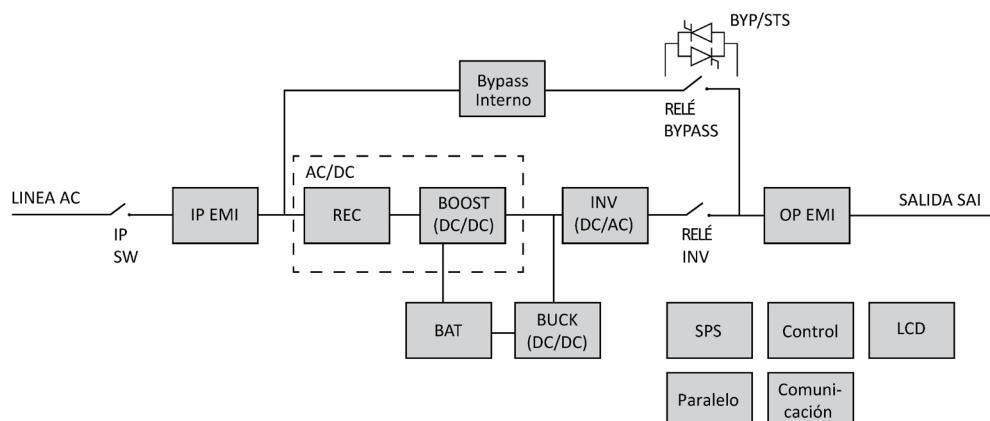 BYP/STS
Bypass
Interno
RELÉ
BYPASS
AC/DC
LINEA AC
IP EMI
REC
BOOST
(DC/DC)
INV
(DC/AC)
OP EMI
SALIDA SAI
IP
SW
RELÉ
INV
BAT
BUCK
(DC/DC)
SPS
Control
LCD
Paralelo
Comuni-
cación